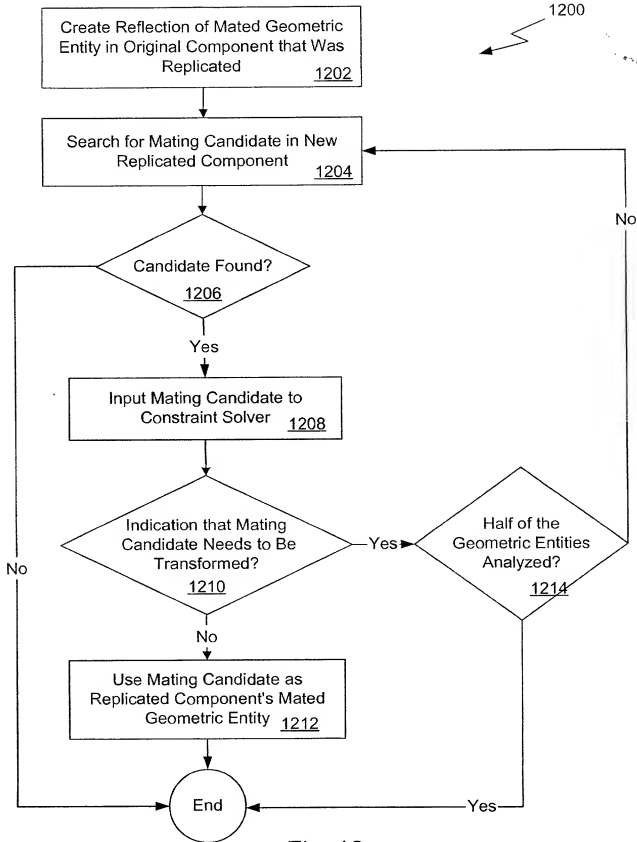 1200
Create Reflection of Mated Geometric
Entity in Original Component that Was
Replicated
1202
Search for Mating Candidate in New
Replicated Component
1204
No
Candidate Found?
1206
Yes
Input Mating Candidate to
Constraint Solver
1208
Indication that Mating
Candidate Needs to Be
Transformed?
1210
Yes
Half of the
Geometric Entities
Analyzed?
1214
No
No
Use Mating Candidate as
Replicated Component's Mated
Geometric Entity
1212
End
Yes